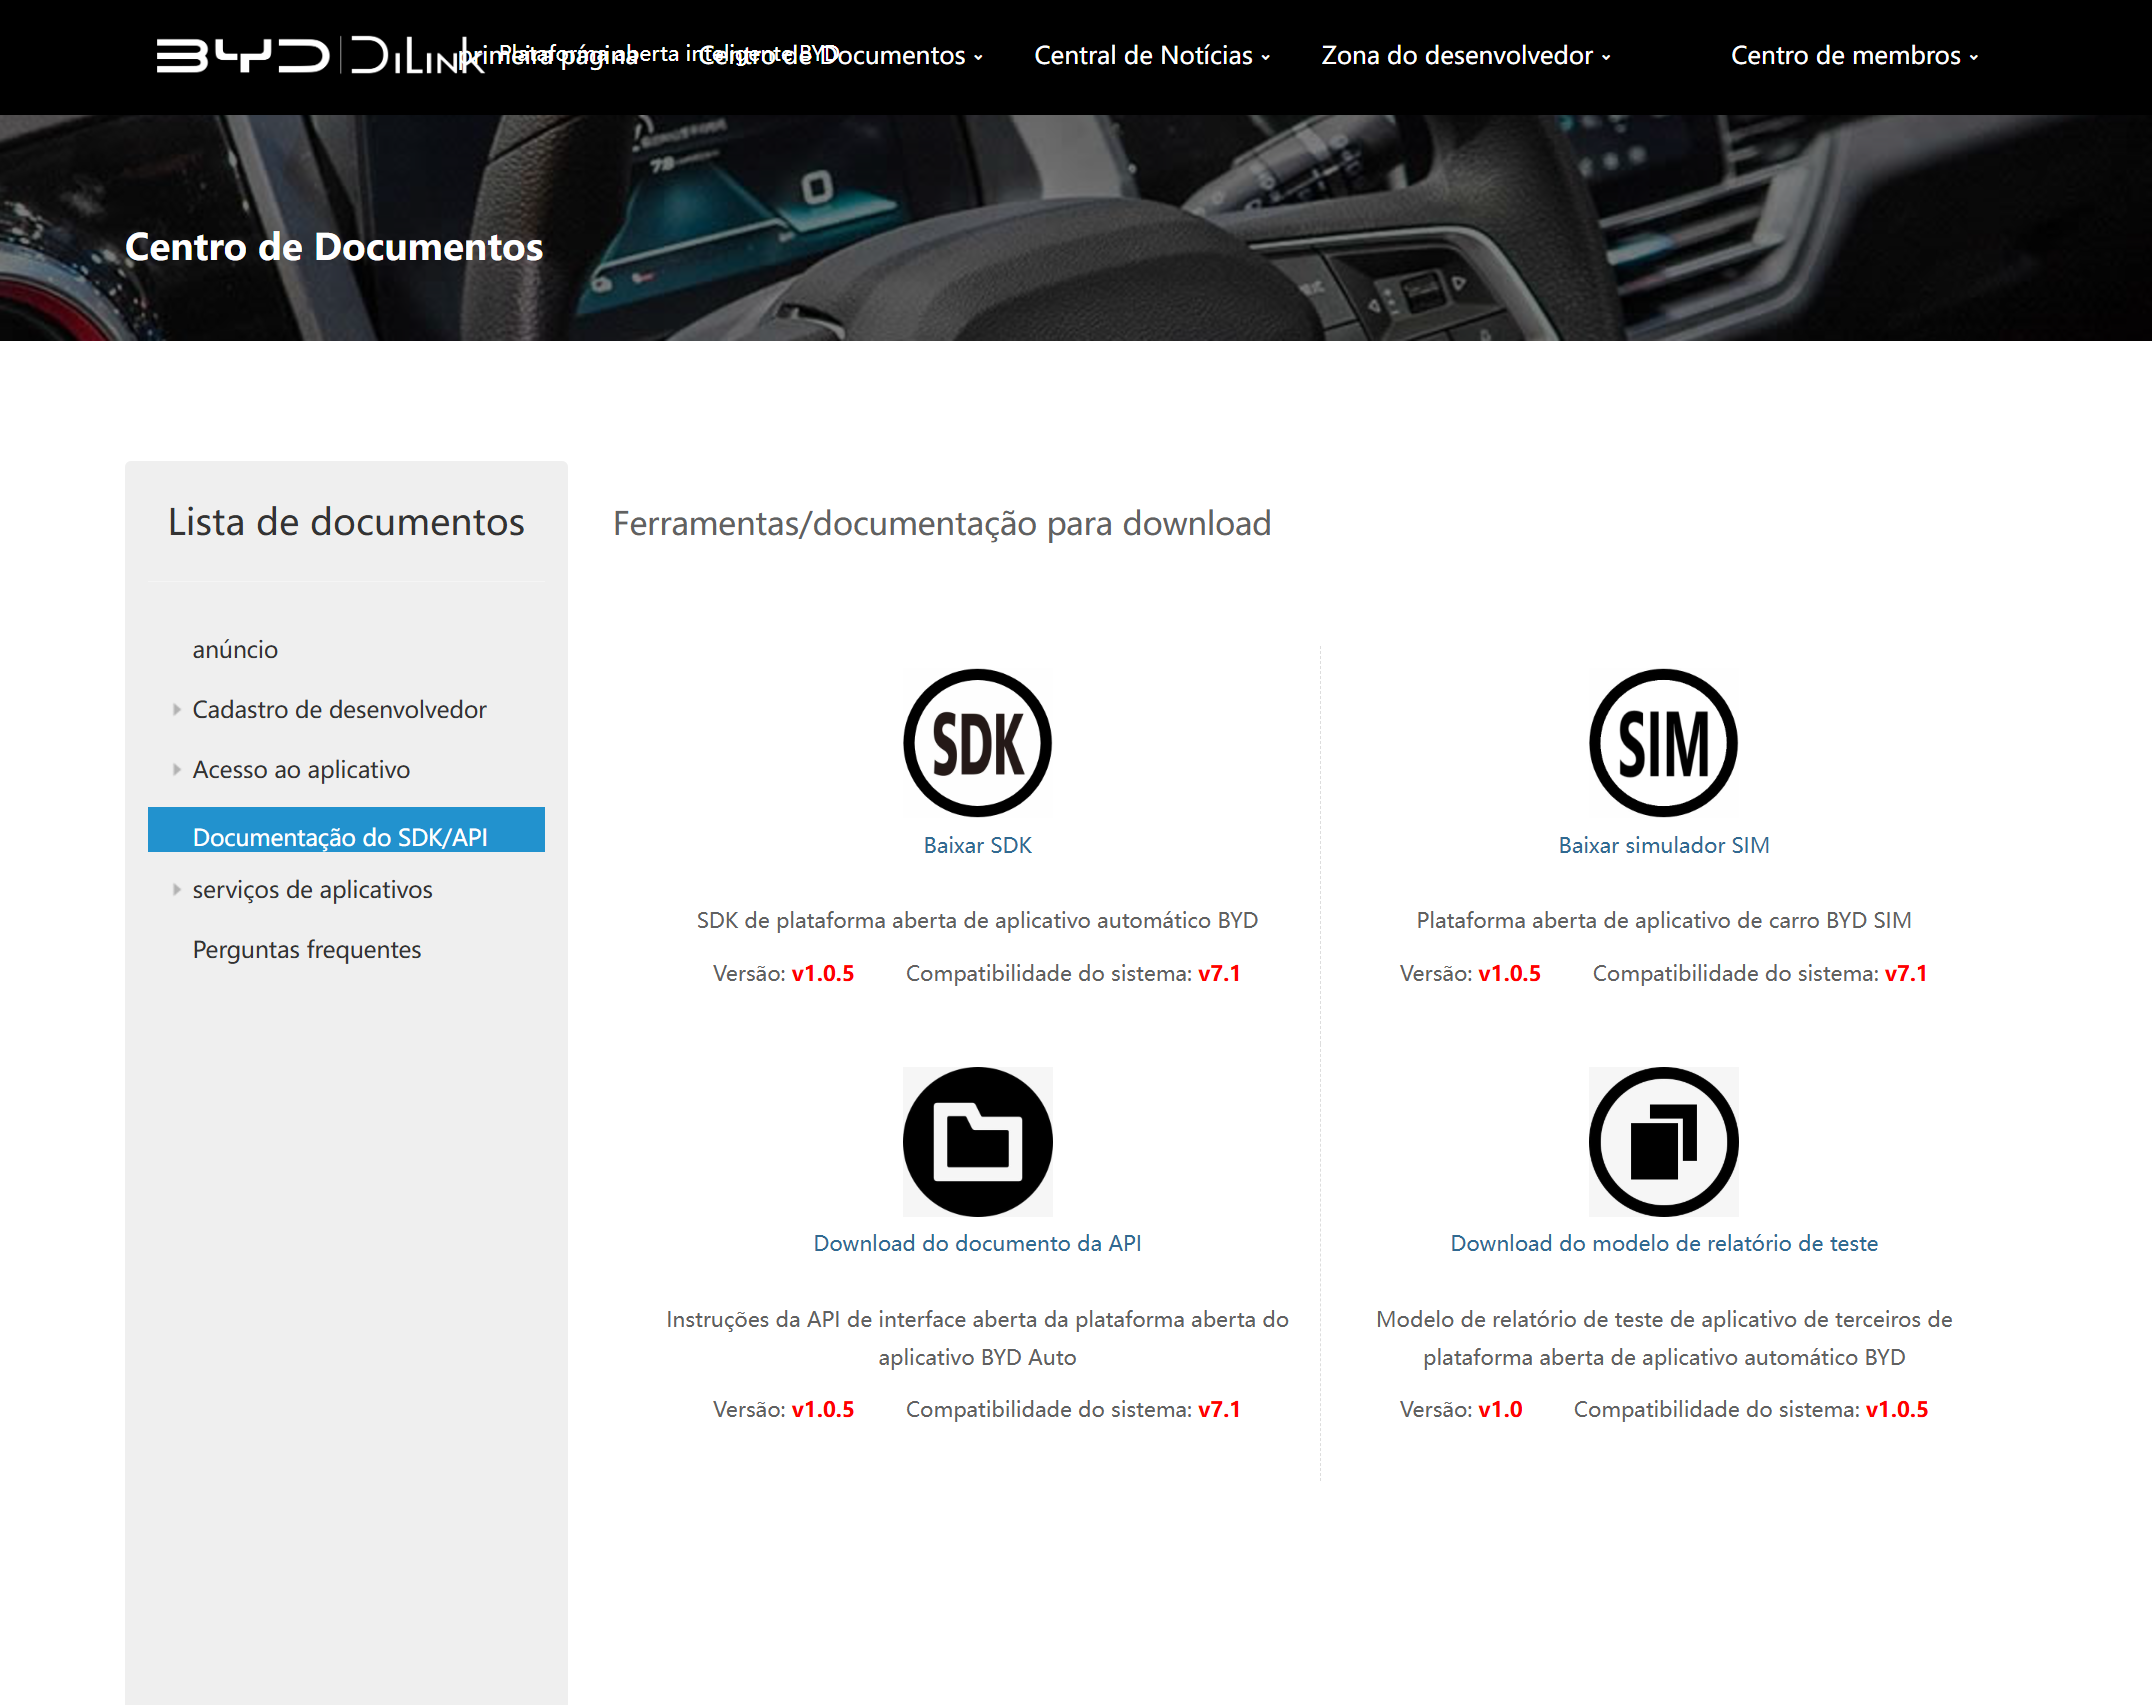 BYD DiLink
primeira página
Plataforma aberta inteligente BYD
Centro de Documentos
Central de Notícias
Zona do desenvolvedor
Centro de membros
78
0
Centro de Documentos
Lista de documentos
anúncio
Cadastro de desenvolvedor
Acesso ao aplicativo
Documentação do SDK/API
serviços de aplicativos
Perguntas frequentes
Ferramentas/documentação para download
SDK
Baixar SDK
SDK de plataforma aberta de aplicativo automático BYD
Versão: v1.0.5 Compatibilidade do sistema: v7.1
SIM
Baixar simulador SIM
Plataforma aberta de aplicativo de carro BYD SIM
Versão: v1.0.5 Compatibilidade do sistema: v7.1
Download do documento da API
Instruções da API de interface aberta da plataforma aberta do
aplicativo BYD Auto
Versão: v1.0.5 Compatibilidade do sistema: v7.1
Download do modelo de relatório de teste
Modelo de relatório de teste de aplicativo de terceiros de
plataforma aberta de aplicativo automático BYD
Versão: v1.0 Compatibilidade do sistema: v1.0.5